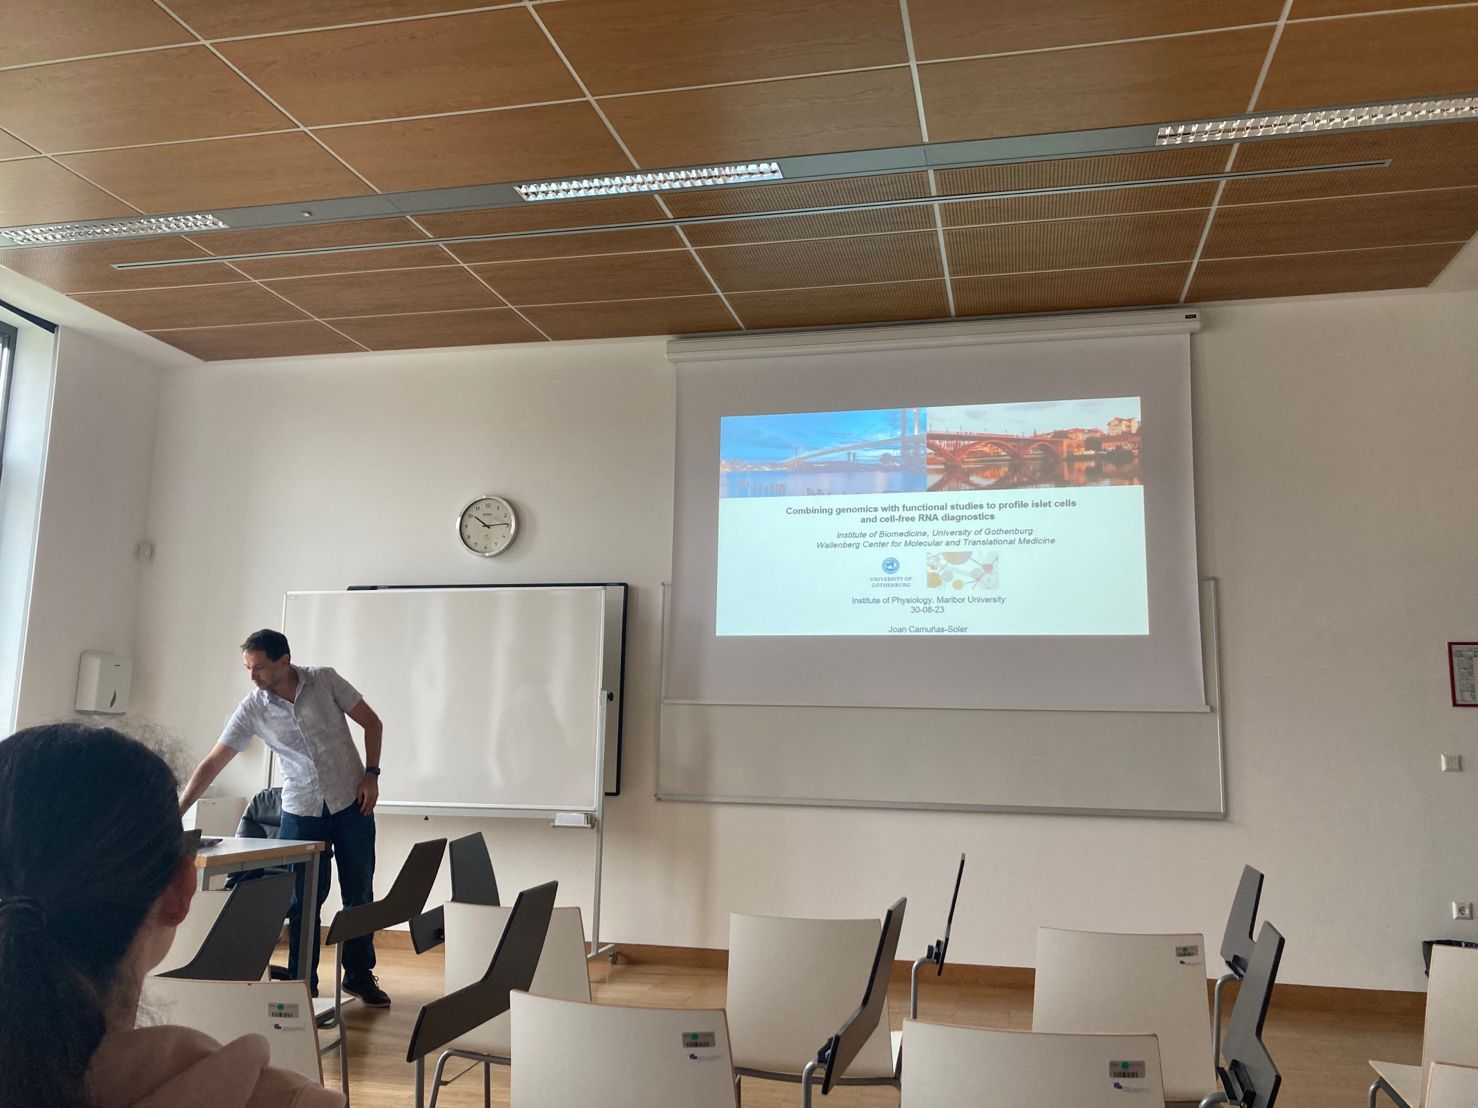 Combining genomics with functional studies to profile islet cells
and cell-free RNA diagnostics
Institute of Biomedicine, University of Gothenburg
Wallenberg Center for Molecular and Translational Medicine
UNIVERSITY OF
GOTHENBURG
Institute of Physiology. Maribor University
30-08-23
Joan Camuñas-Soler